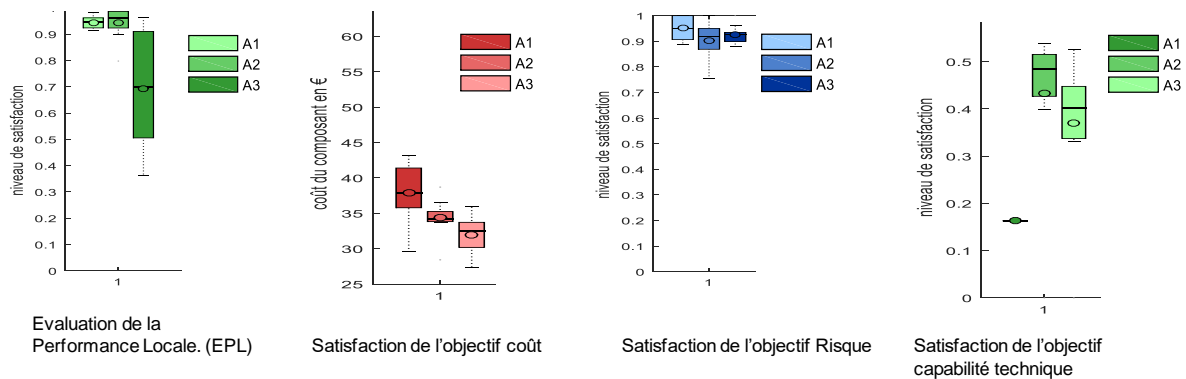 niveau de satisfaction
0.9
0.8
0.7
0.6
0.5
0.4
0.3
0.2
0.1
0
1
A1
A2
A3
Evaluation de la
Performance Locale. (EPL)
coût du composant en €
60
55
50
45
40
35
30
25
1
A1
A2
A3
Satisfaction de l'objectif coût
niveau de satisfaction
1
0.9
0.8
0.7
0.6
0.5
0.4
0.3
0.2
0.1
0
1
A1
A2
A3
Satisfaction de l'objectif Risque
niveau de satisfaction
0.5
0.4
0.3
0.2
0.1
0
1
A1
A2
A3
Satisfaction de l'objectif
capabilité technique